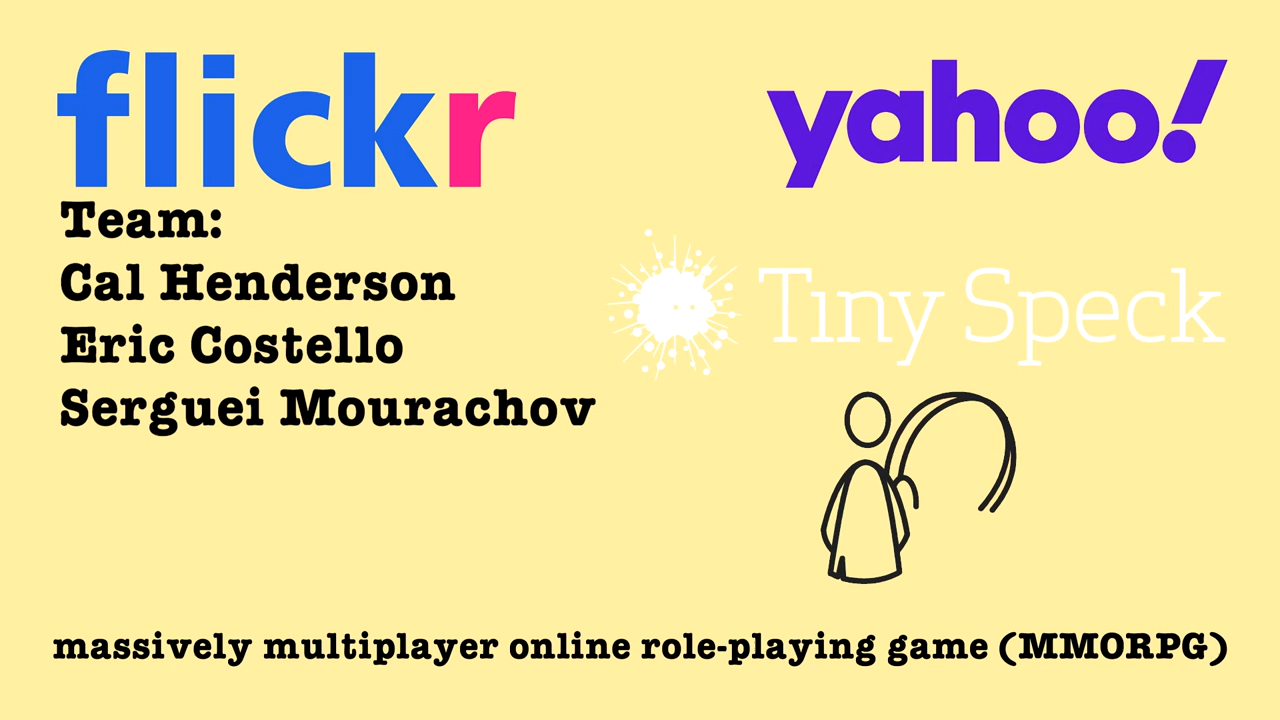 flickr
yahoo!
Team:
Cal Henderson
Eric Costello
Serguei Mourachov
Tiny Speck
massively multiplayer online role-playing game (MMORPG)